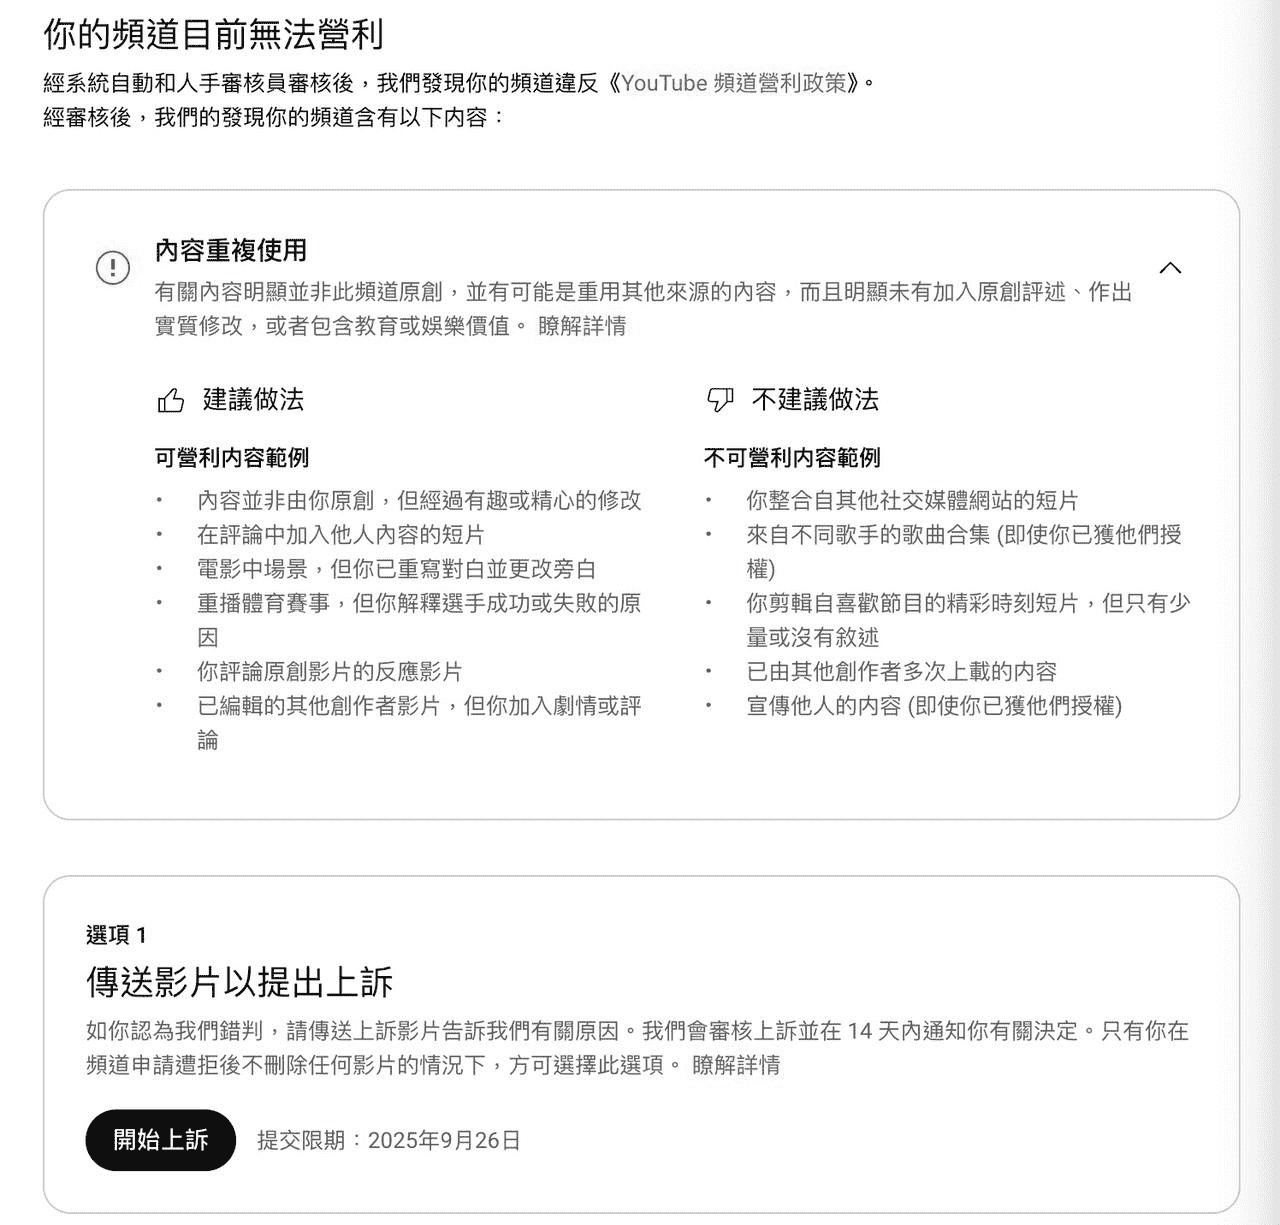 你的頻道目前無法營利
經系統自動和人手審核員審核後，我們發現你的頻道違反《YouTube 頻道營利政策》。
經審核後，我們的發現你的頻道含有以下内容：
內容重複使用
有關內容明顯並非此頻道原創，並有可能是重用其他來源的內容，而且明顯未有加入原創評述、作出
實質修改，或者包含教育或娛樂價值。 瞭解詳情
建議做法
可營利内容範例
• 內容並非由你原創，但經過有趣或精心的修改
• 在評論中加入他人內容的短片
• 電影中場景，但你已重寫對白並更改旁白
• 重播體育賽事，但你解釋選手成功或失敗的原
因
• 你評論原創影片的反應影片
• 已編輯的其他創作者影片，但你加入劇情或評
論
不建議做法
不可營利内容範例
• 你整合自其他社交媒體網站的短片
• 來自不同歌手的歌曲合集 (即使你已獲他們授
權)
• 你剪輯自喜歡節目的精彩時刻短片，但只有少
量或沒有敘述
• 已由其他創作者多次上載的内容
• 宣傳他人的内容 (即使你已獲他們授權)
選項 1
傳送影片以提出上訴
如你認為我們錯判，請傳送上訴影片告訴我們有關原因。我們會審核上訴並在 14 天內通知你有關決定。只有你在
頻道申請遭拒後不刪除任何影片的情況下，方可選擇此選項。 瞭解詳情
開始上訴
提交限期：2025年9月26日